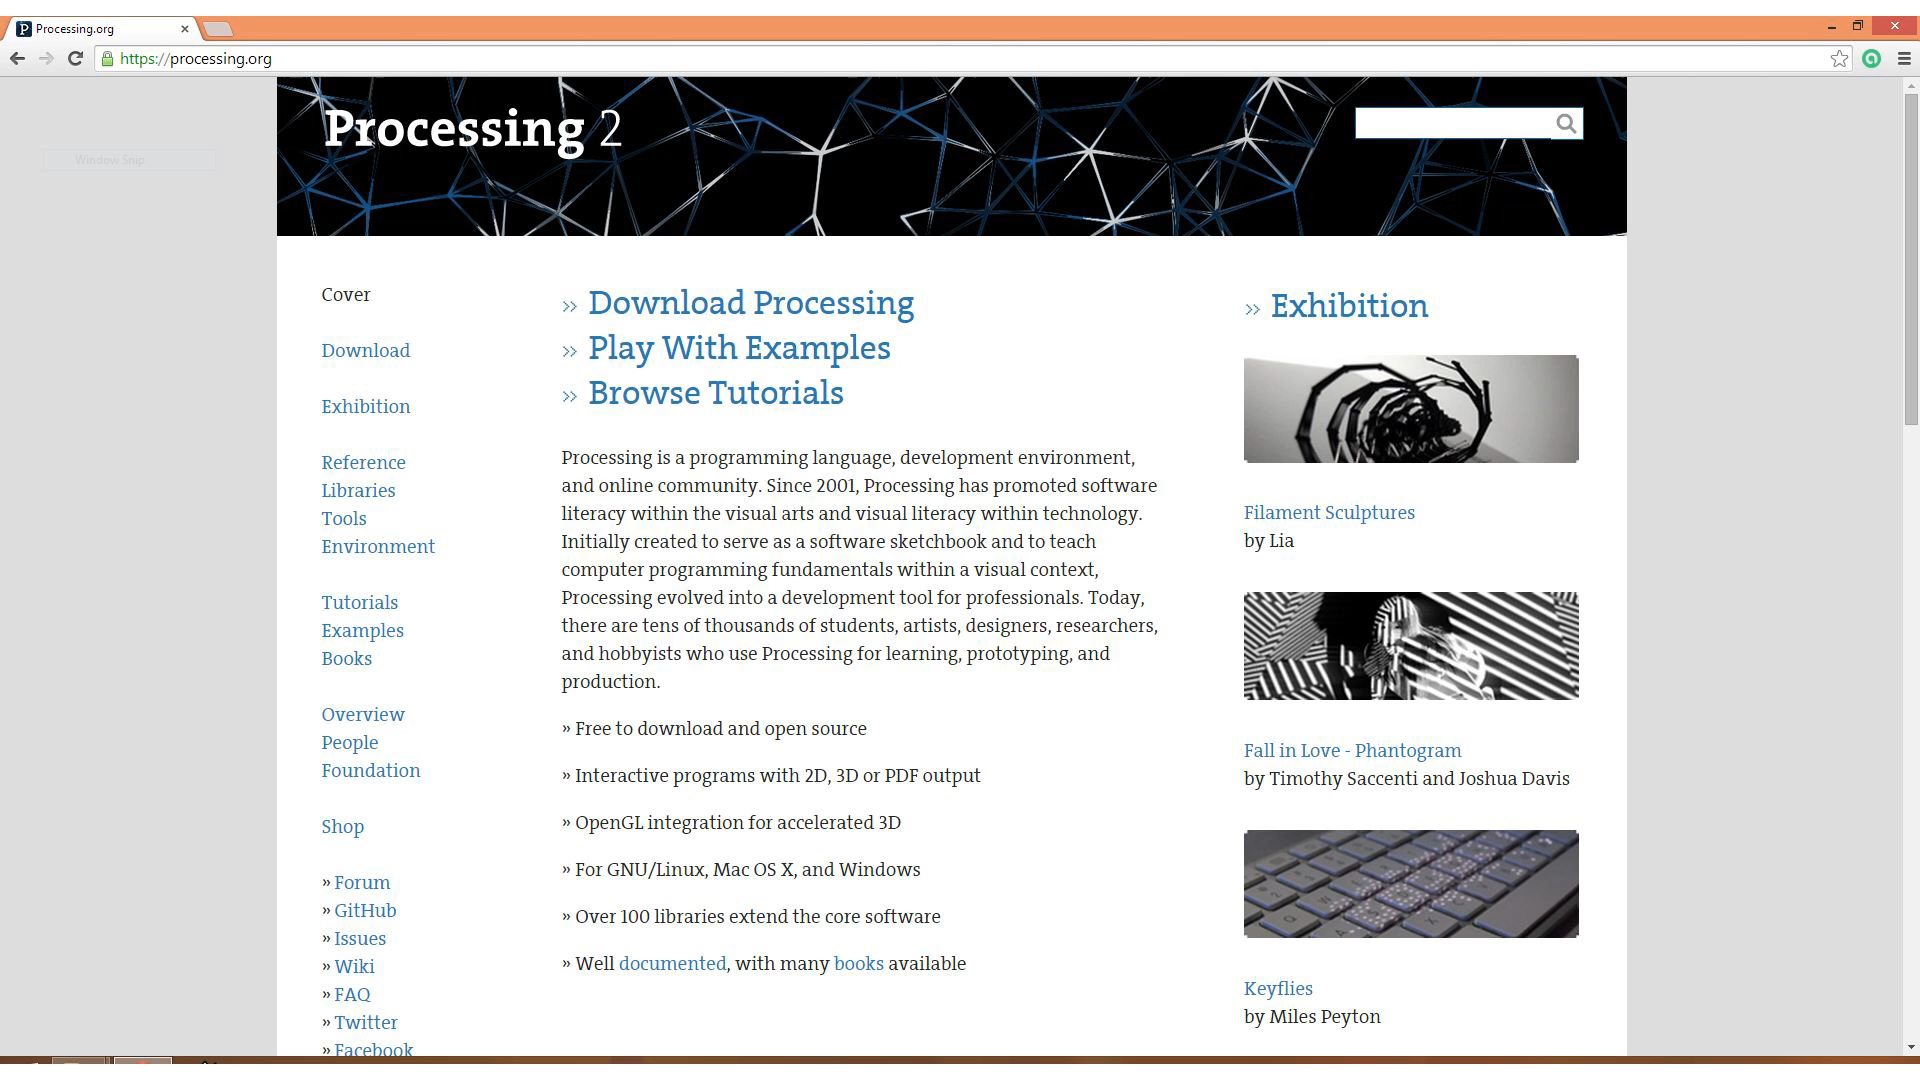 Processing.org
https://processing.org
Processing 2
Window Snip
Cover
Download
Exhibition
Reference
Libraries
Tools
Environment
Tutorials
Examples
Books
Overview
People
Foundation
Shop
» Forum
» GitHub
» Issues
» Wiki
» FAQ
» Twitter
» Facebook
» Download Processing
» Play With Examples
» Browse Tutorials
Processing is a programming language, development environment,
and online community. Since 2001, Processing has promoted software
literacy within the visual arts and visual literacy within technology.
Initially created to serve as a software sketchbook and to teach
computer programming fundamentals within a visual context,
Processing evolved into a development tool for professionals. Today,
there are tens of thousands of students, artists, designers, researchers,
and hobbyists who use Processing for learning, prototyping, and
production.
» Free to download and open source
» Interactive programs with 2D, 3D or PDF output
» OpenGL integration for accelerated 3D
» For GNU/Linux, Mac OS X, and Windows
» Over 100 libraries extend the core software
» Well documented, with many books available
» Exhibition
Filament Sculptures
by Lia
Fall in Love - Phantogram
by Timothy Saccenti and Joshua Davis
Keyflies
by Miles Peyton